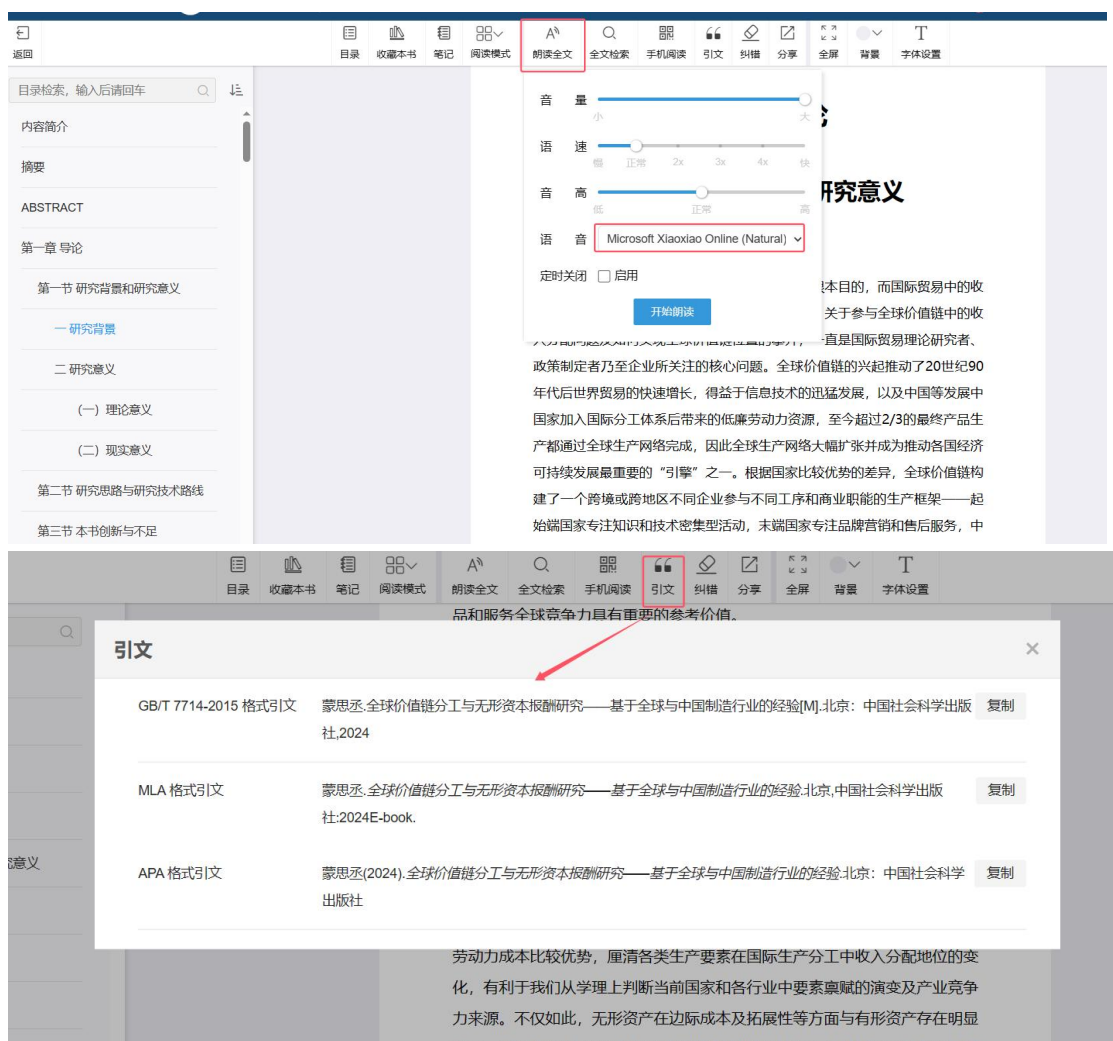 返回
目录 收藏本书 笔记 阅读模式 朗读全文 全文检索 手机阅读 引文 纠错 分享 全屏 背景 字体设置
目录检索，输入后请回车
内容简介
摘要
ABSTRACT
第一章 导论
第一节 研究背景和研究意义
一 研究背景
二 研究意义
（一）理论意义
（二）现实意义
第二节 研究思路与研究技术路线
第三节 本书创新与不足
音 量
小 大
语 速
慢 正常 2x 3x 4x 快
音 高
低 正常 高
语 音 Microsoft Xiaoxiao Online (Natural)
定时关闭 启用
开始朗读
研究意义
本目的，而国际贸易中的收
关于参与全球价值链中的收
一直是国际贸易理论研究者、
政策制定者乃至企业所关注的核心问题。全球价值链的兴起推动了20世纪90
年代后世界贸易的快速增长，得益于信息技术的迅猛发展，以及中国等发展中
国家加入国际分工体系后带来的低廉劳动力资源，至今超过2/3的最终产品生
产都通过全球生产网络完成，因此全球生产网络大幅扩张并成为推动各国经济
可持续发展最重要的“引擎”之一。根据国家比较优势的差异，全球价值链构
建了一个跨境或跨地区不同企业参与不同工序和商业职能的生产框架——起
始端国家专注知识和技术密集型活动，末端国家专注品牌营销和售后服务，中
目录 收藏本书 笔记 阅读模式 朗读全文 全文检索 手机阅读 引文 纠错 分享 全屏 背景 字体设置
品和服务全球竞争力具有重要的参考价值。
引文
GB/T 7714-2015 格式引文 蒙思丞.全球价值链分工与无形资本报酬研究——基于全球与中国制造行业的经验[M].北京：中国社会科学出版 复制
社,2024
MLA 格式引文 蒙思丞.全球价值链分工与无形资本报酬研究——基于全球与中国制造行业的经验.北京,中国社会科学出版 复制
社:2024E-book.
意义
APA 格式引文 蒙思丞(2024).全球价值链分工与无形资本报酬研究——基于全球与中国制造行业的经验.北京：中国社会科学 复制
出版社
劳动力成本比较优势，厘清各类生产要素在国际生产分工中收入分配地位的变
化，有利于我们从学理上判断当前国家和各行业中要素禀赋的演变及产业竞争
力来源。不仅如此，无形资产在边际成本及拓展性等方面与有形资产存在明显